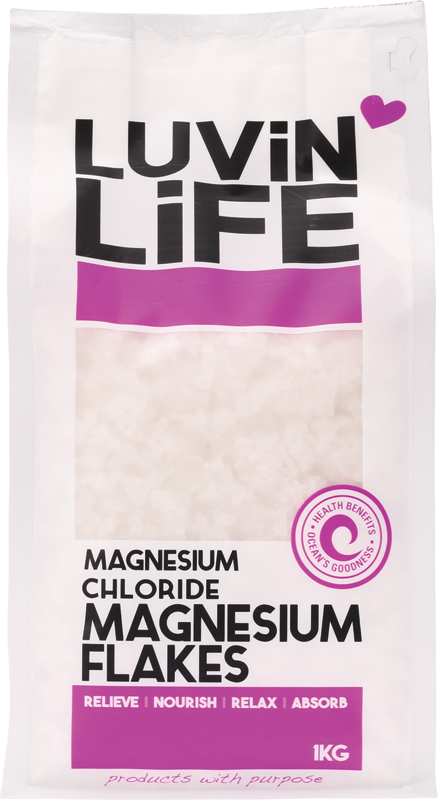 LUViN
LiFE
HEALTH BENEFITS
OCEAN'S GOODNESS
MAGNESIUM
CHLORIDE
MAGNESIUM
FLAKES
RELIEVE | NOURISH | RELAX | ABSORB
1KG
products with purpose